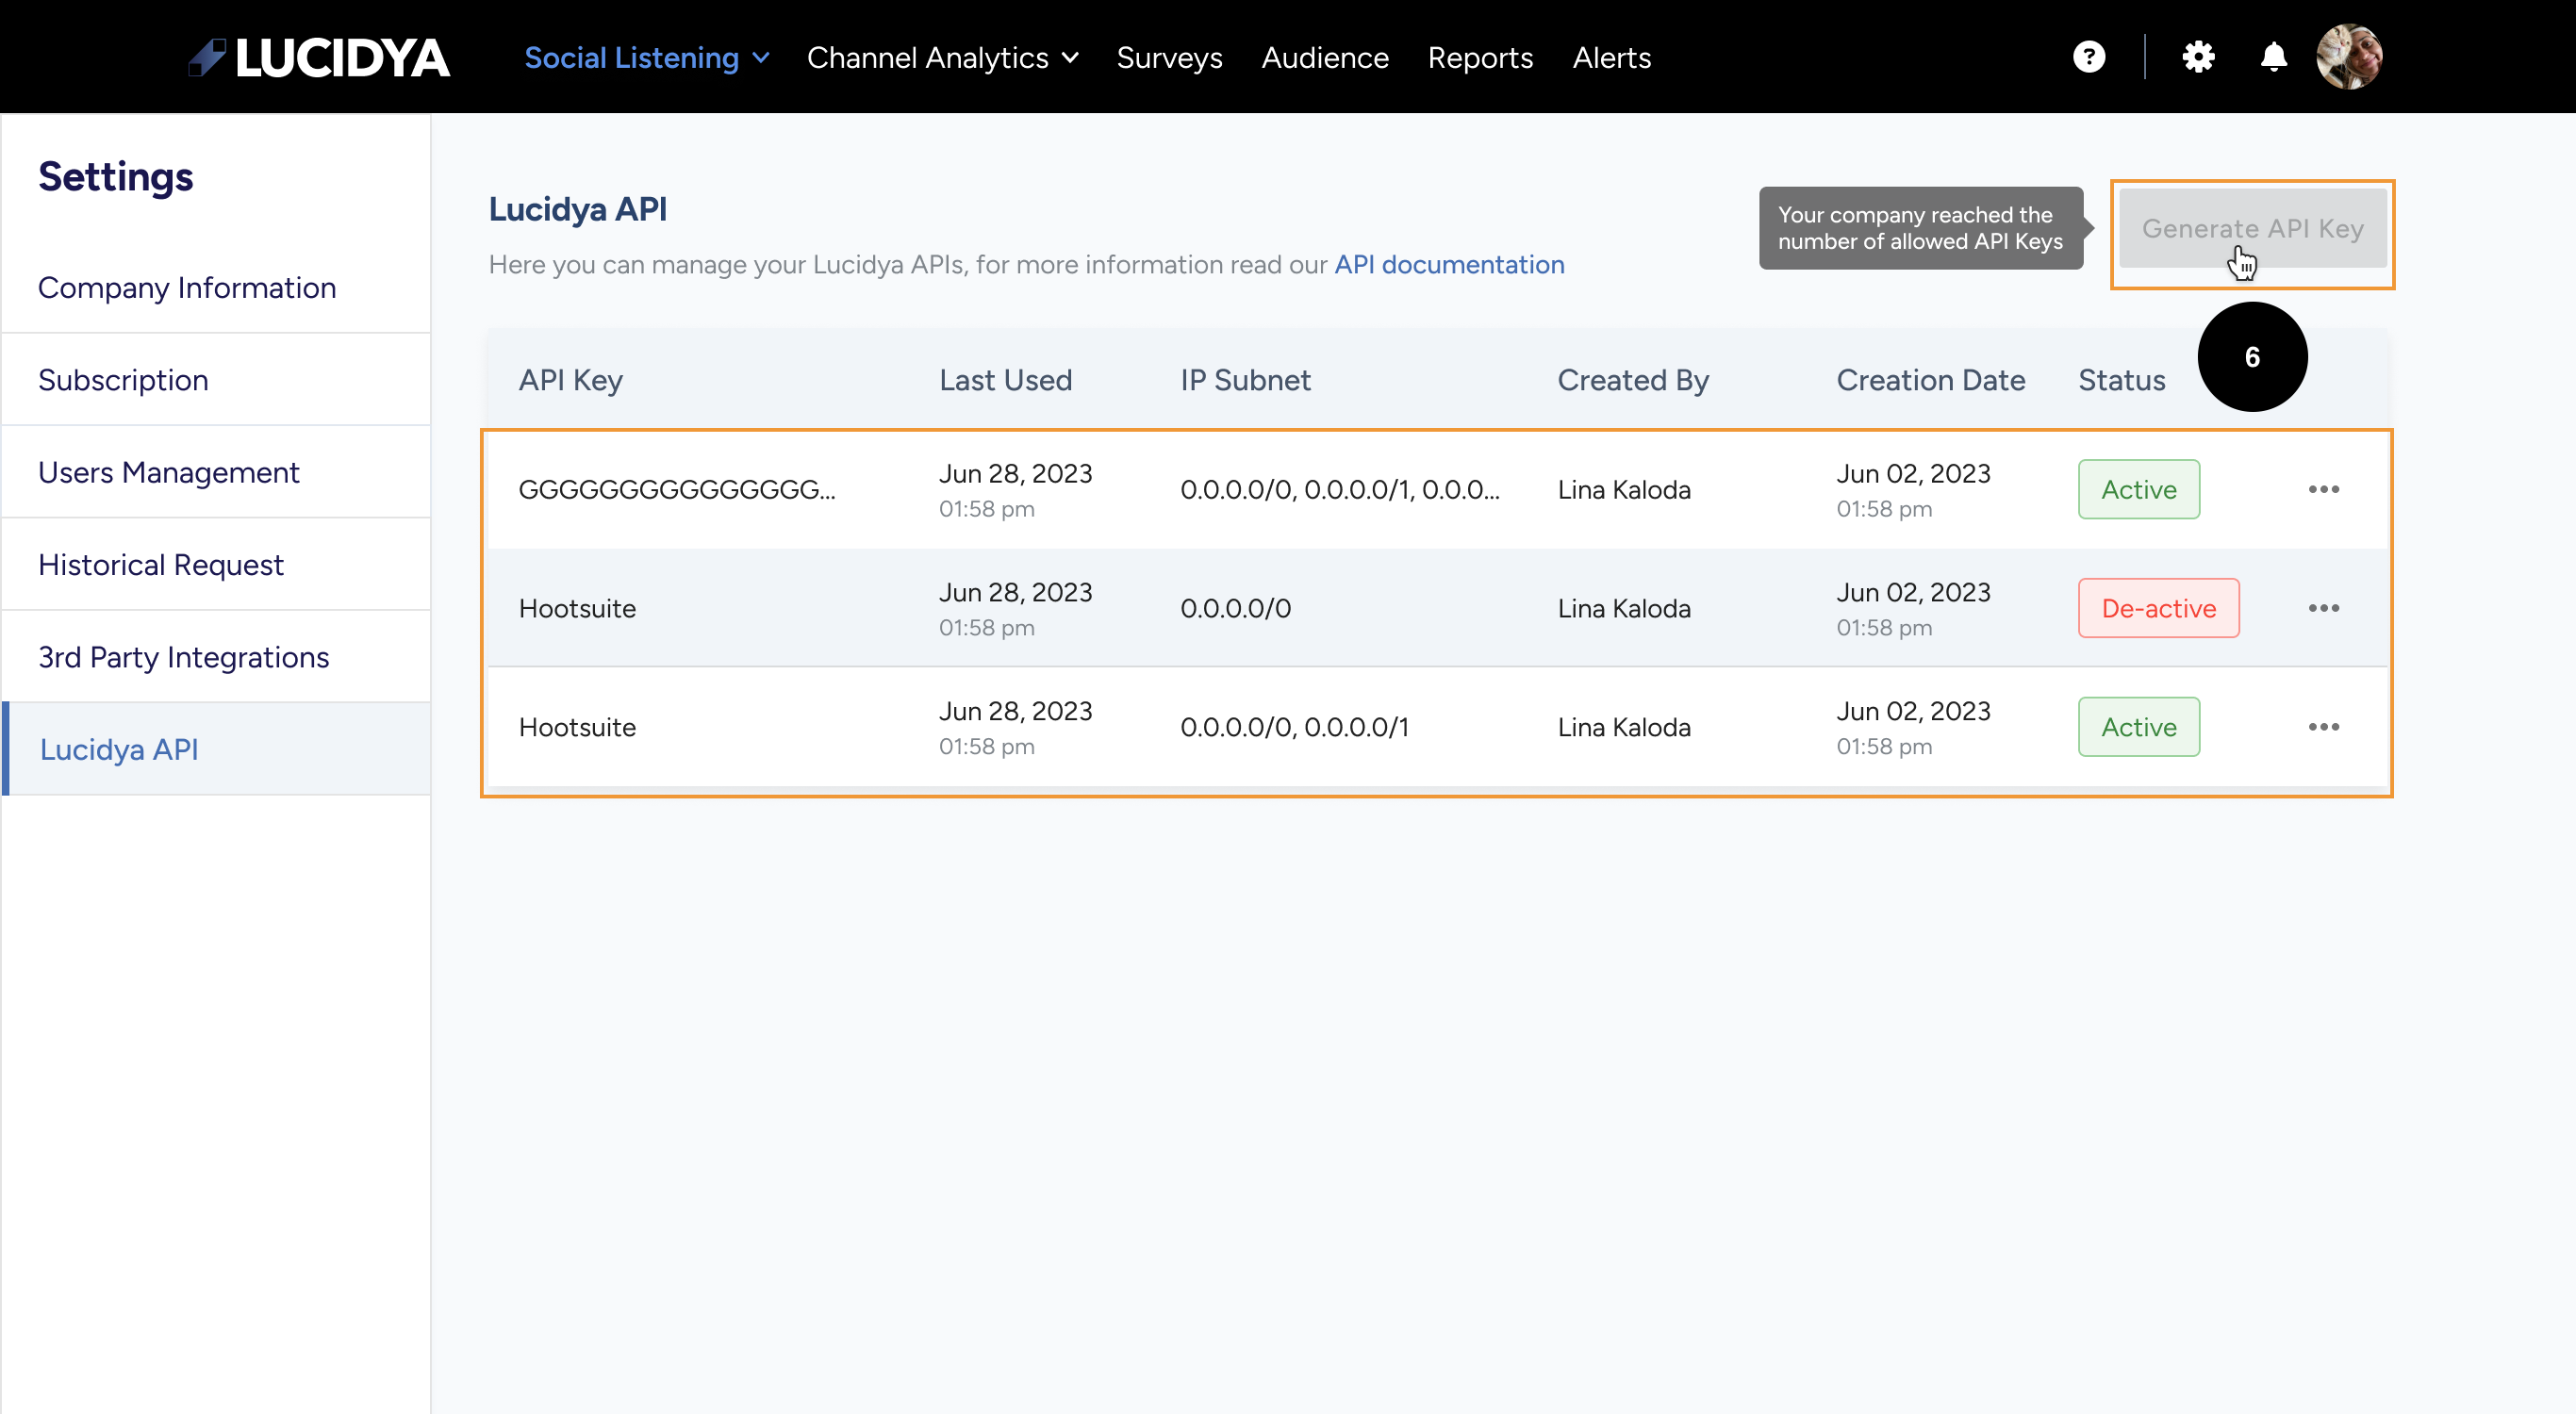 LUCIDYA
Social Listening
Channel Analytics
Surveys
Audience
Reports
Alerts
?
Settings
Company Information
Subscription
Users Management
Historical Request
3rd Party Integrations
Lucidya API
Lucidya API
Here you can manage your Lucidya APIs, for more information read our API documentation
Your company reached the
number of allowed API Keys
Generate API Key
6
API Key Last Used IP Subnet Created By Creation Date Status
GGGGGGGGGGGGGGG... Jun 28, 2023 0.0.0.0/0, 0.0.0.0/1, 0.0.0... Lina Kaloda Jun 02, 2023 Active
01:58 pm 01:58 pm
Hootsuite Jun 28, 2023 0.0.0.0/0 Lina Kaloda Jun 02, 2023 De-active
01:58 pm 01:58 pm
Hootsuite Jun 28, 2023 0.0.0.0/0, 0.0.0.0/1 Lina Kaloda Jun 02, 2023 Active
01:58 pm 01:58 pm